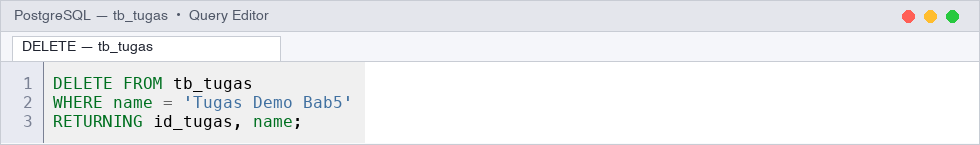 PostgreSQL — tb_tugas • Query Editor
DELETE — tb_tugas
1 DELETE FROM tb_tugas
2 WHERE name = 'Tugas Demo Bab5'
3 RETURNING id_tugas, name;